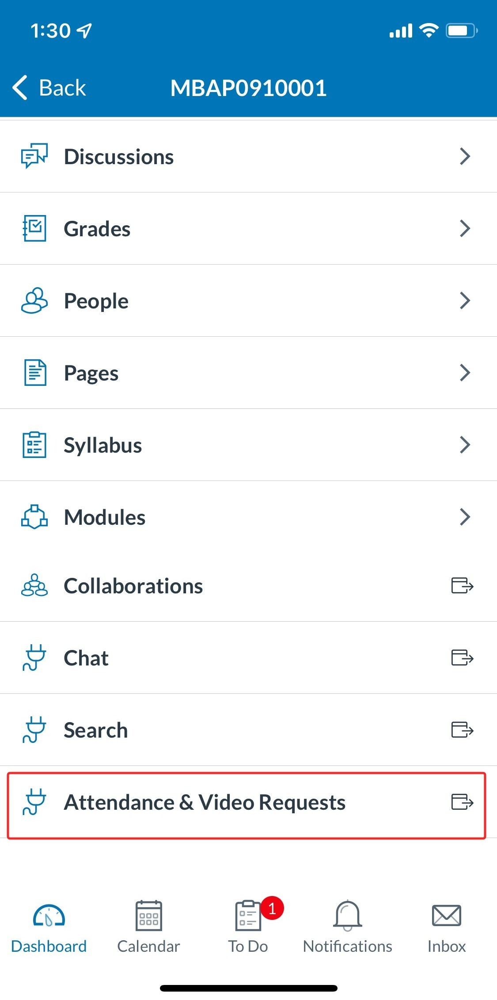 1:30
Back
MBAP0910001
Discussions
Grades
People
Pages
Syllabus
Modules
Collaborations
Chat
Search
Attendance & Video Requests
1
Dashboard
Calendar
To Do
Notifications
Inbox